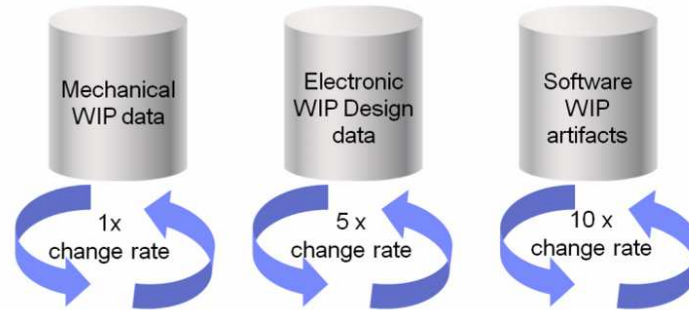 Mechanical
WIP data
Electronic
WIP Design
data
Software
WIP
artifacts
1x
change rate
5 x
change rate
10 x
change rate